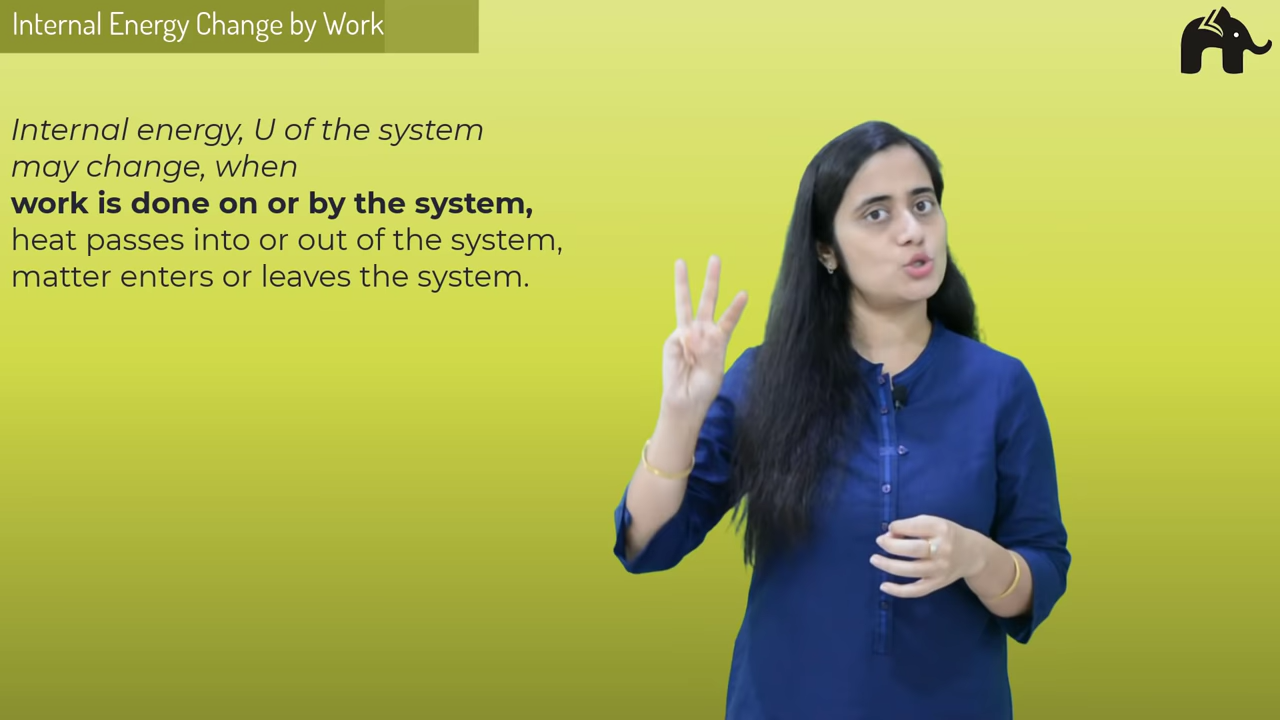 Internal Energy Change by Work
Internal energy, U of the system
may change, when
work is done on or by the system,
heat passes into or out of the system,
matter enters or leaves the system.